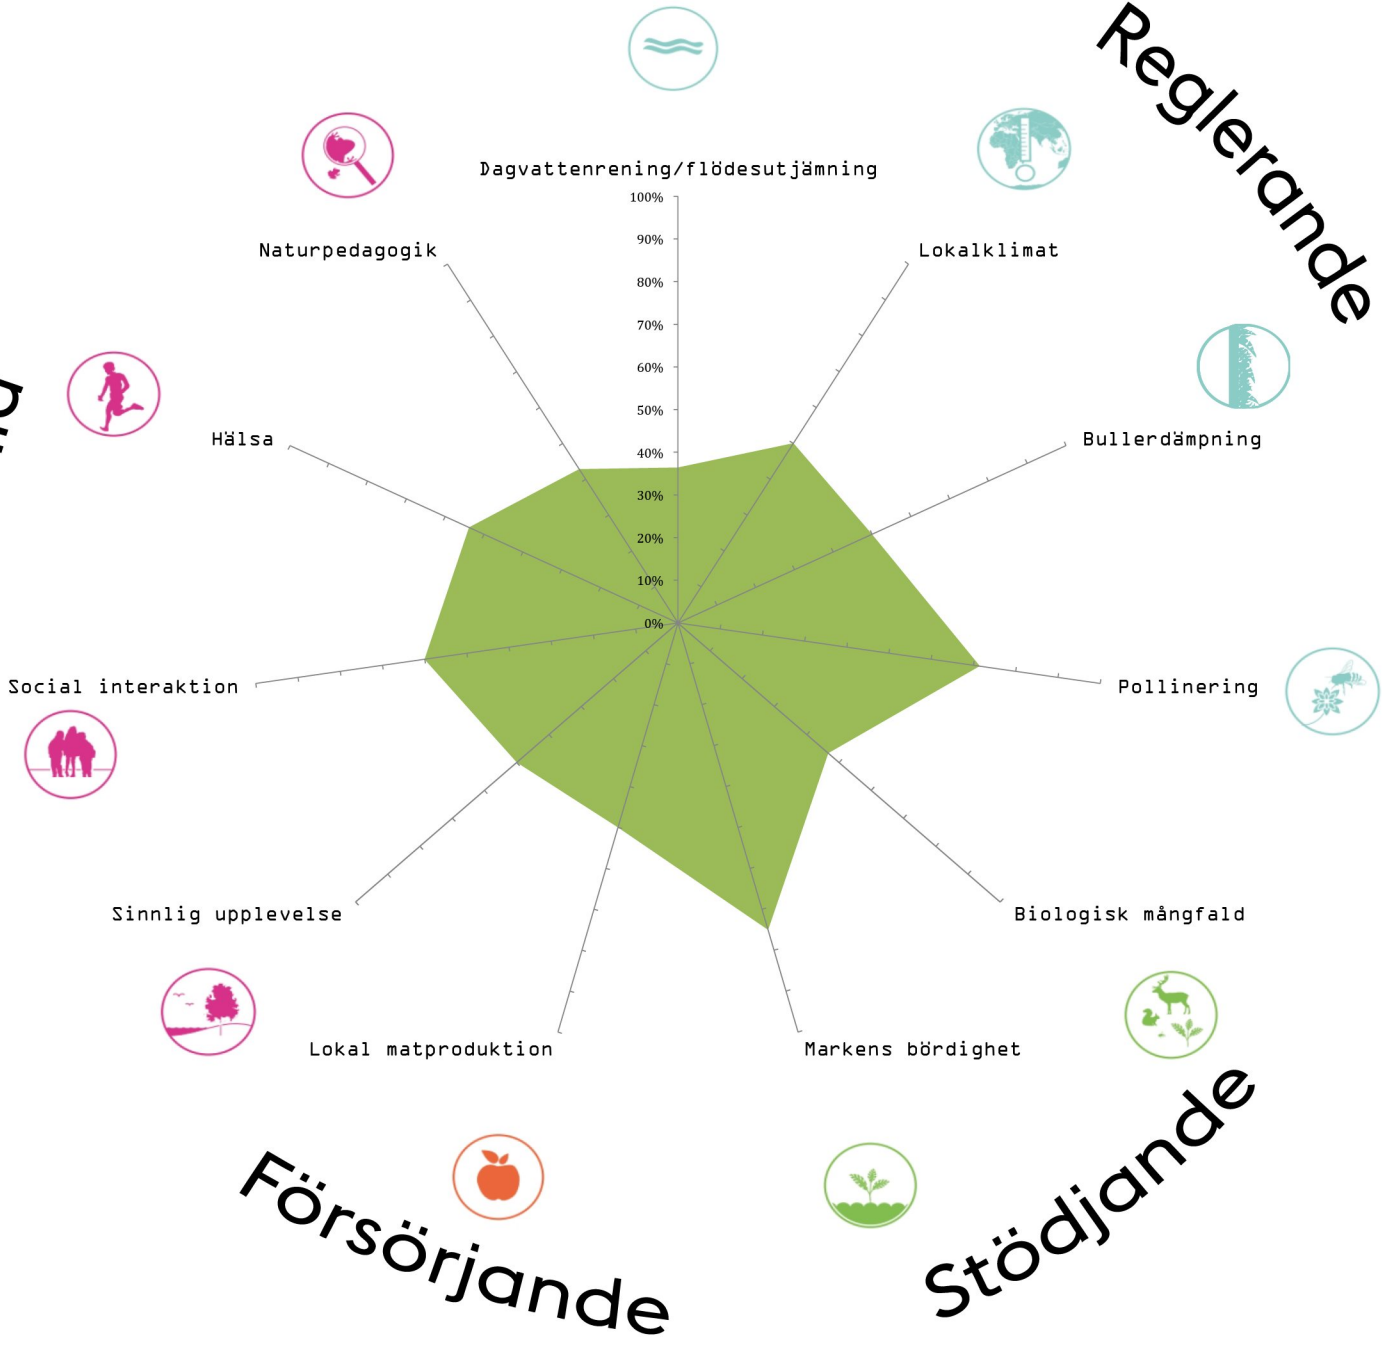 Reglerande
Dagvattenrening/flödesutjämning
100%
90%
80%
70%
60%
50%
40%
30%
20%
10%
0%
Naturpedagogik
Lokalklimat
Hälsa
Bullerdämpning
Social interaktion
Pollinering
Sinnlig upplevelse
Biologisk mångfald
Lokal matproduktion
Markens bördighet
Försörjande
Stödjande